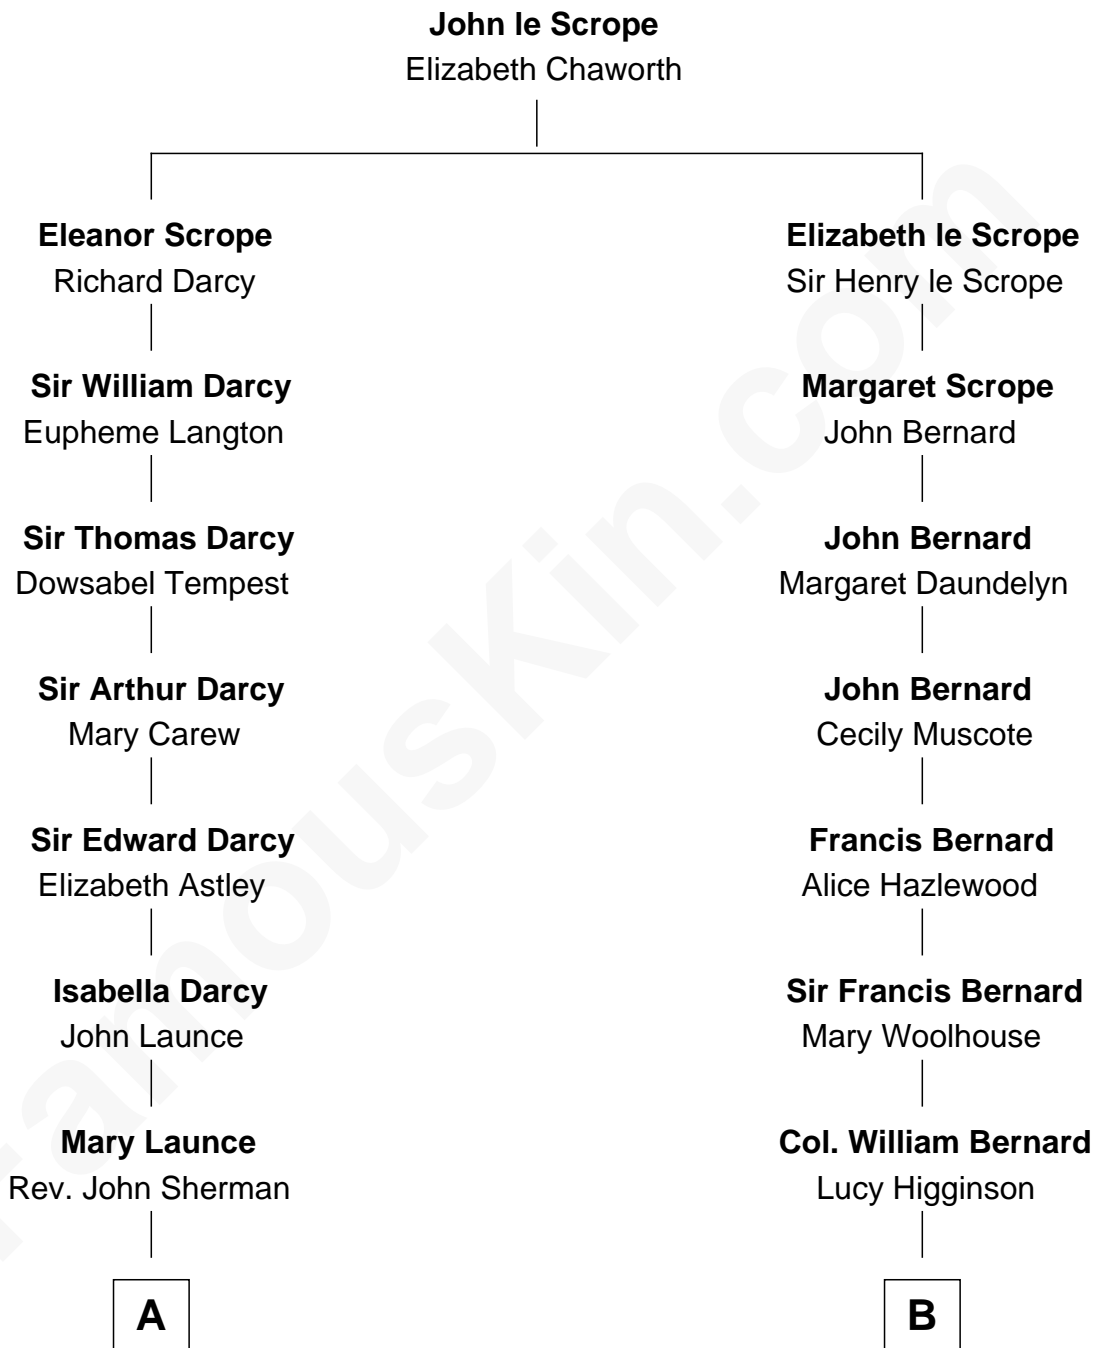 John le Scrope
Elizabeth Chaworth
Eleanor Scrope
Richard Darcy
Elizabeth le Scrope
Sir Henry le Scrope
Sir William Darcy
Eupheme Langton
Margaret Scrope
John Bernard
Sir Thomas Darcy
Dowsabel Tempest
John Bernard
Margaret Daundelyn
Sir Arthur Darcy
Mary Carew
John Bernard
Cecily Muscote
Sir Edward Darcy
Elizabeth Astley
Francis Bernard
Alice Hazlewood
Isabella Darcy
John Launce
Sir Francis Bernard
Mary Woolhouse
Mary Launce
Rev. John Sherman
Col. William Bernard
Lucy Higginson
A
B
FamousKin.com